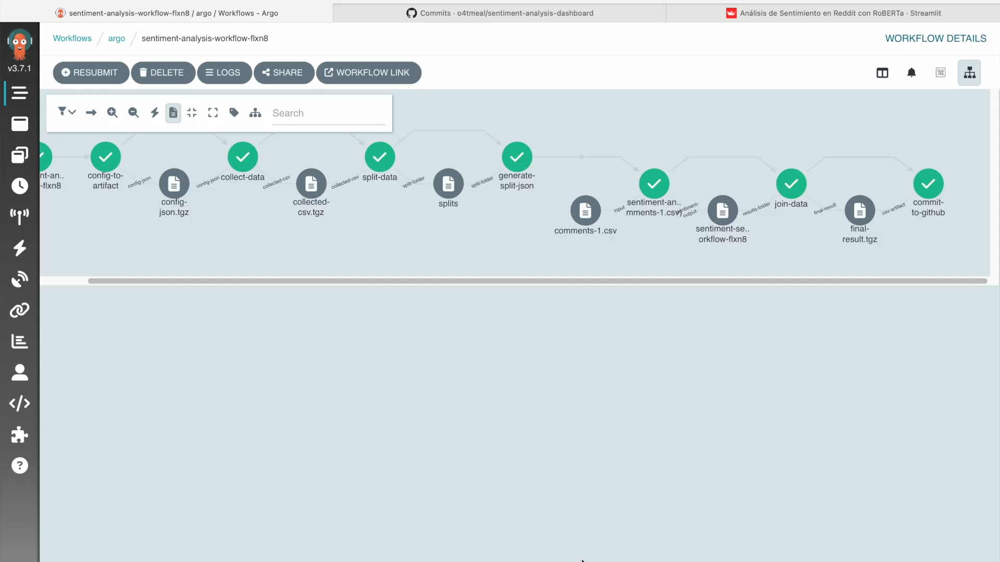 sentiment-analysis-workflow-flxn8 / argo / Workflows - Argo
Commits · o4tmeal/sentiment-analysis-dashboard
Análisis de Sentimiento en Reddit con RoBERTa · Streamlit
v3.7.1
Workflows / argo / sentiment-analysis-workflow-flxn8
WORKFLOW DETAILS
RESUBMIT
DELETE
LOGS
SHARE
WORKFLOW LINK
Search
nt-an..
-flxn8
config-to-
artifact
config-json
config-
json.tgz
config-json
collect-data
collected-csv
collected-
csv.tgz
collected-csv
split-data
split-folder
splits
split-folder
generate-
split-json
comments-1.csv
input
sentiment-an..
mments-1.csv)
sentiment-
output
sentiment-se..
orkflow-flxn8
results-folder
join-data
final-result
final-
result.tgz
csv-artifact
commit-
to-github